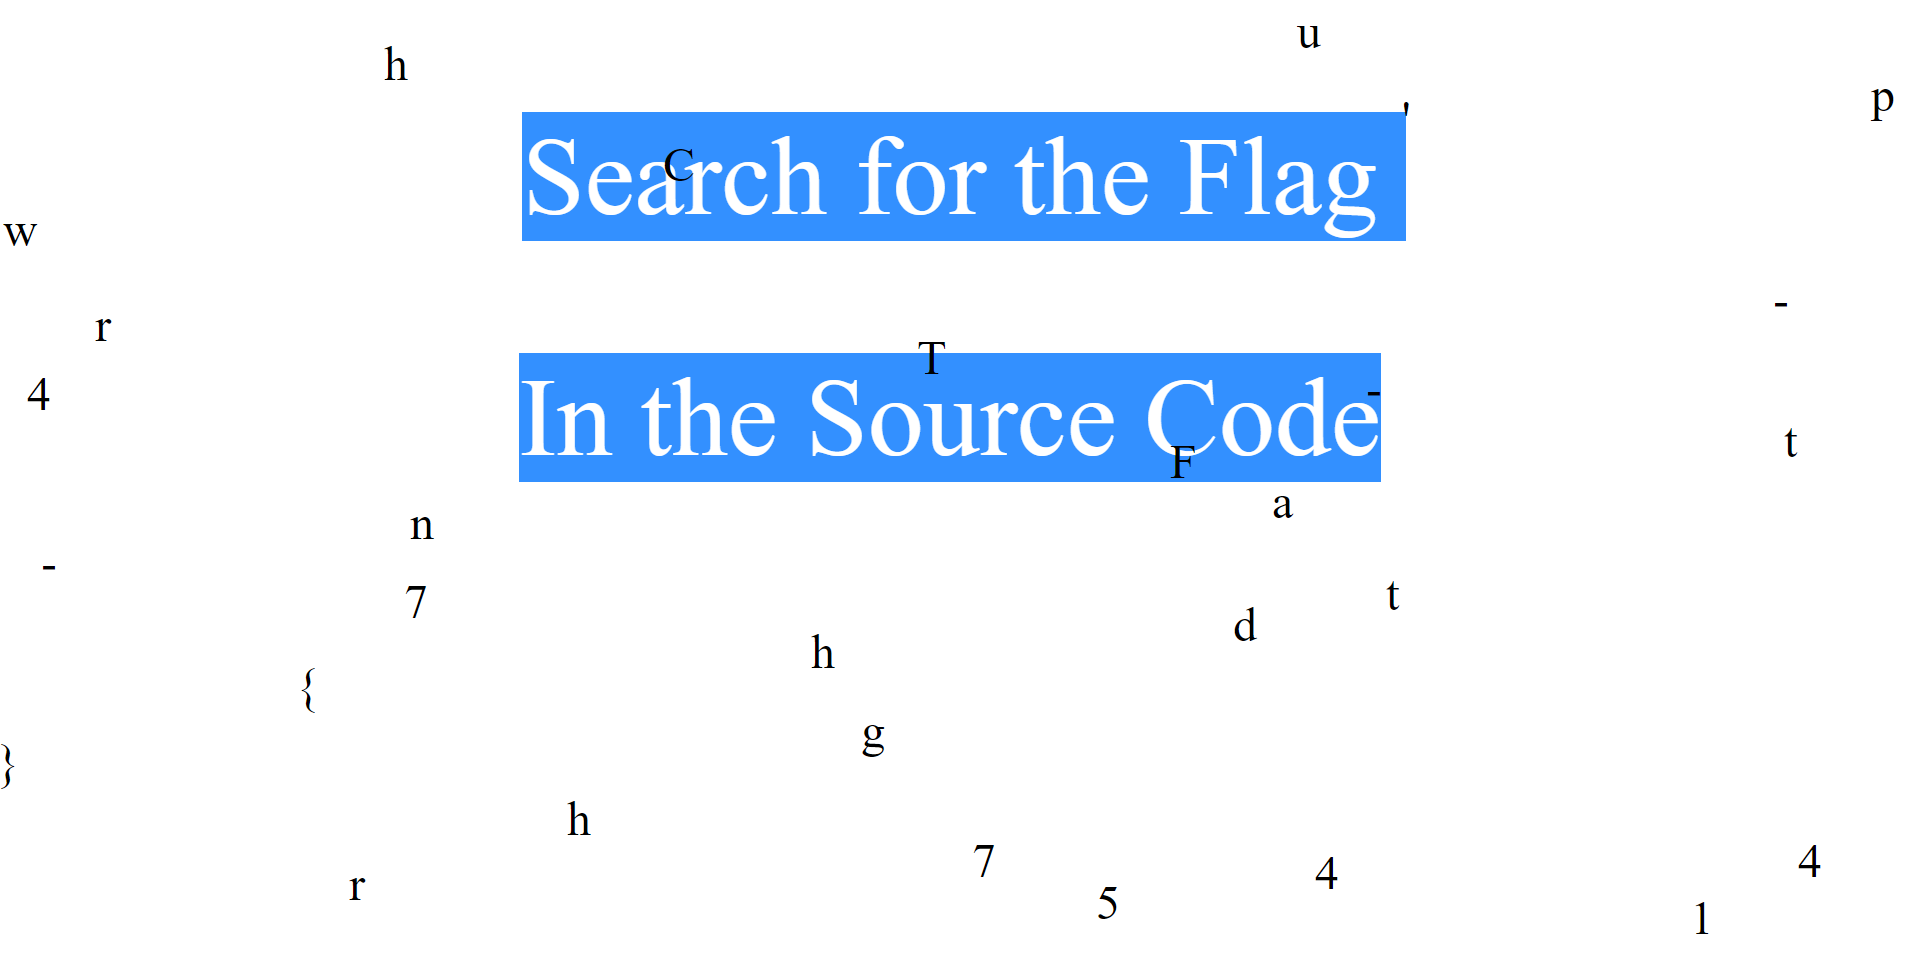 u
h
p
'
Search for the Flag
C
w
-
r
T
4
-
In the Source Code
t
F
a
n
-
t
7
d
h
{
g
}
h
7
4
4
r
5
1